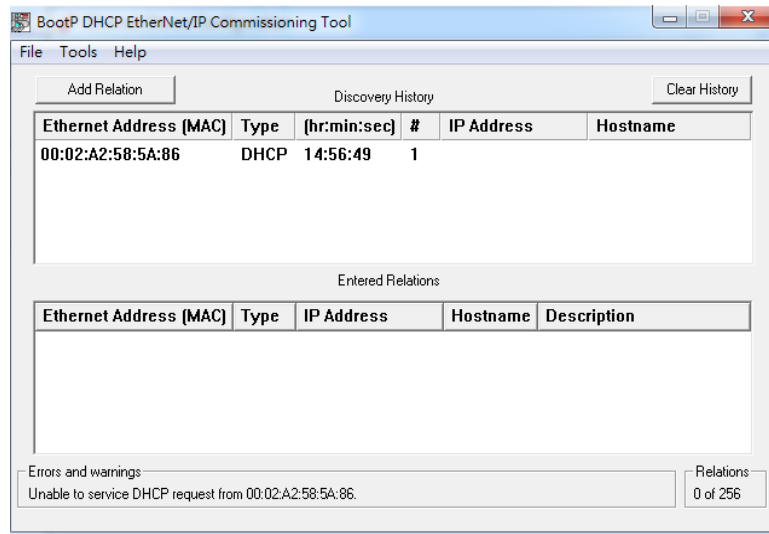 BootP DHCP EtherNet/IP Commissioning Tool
File Tools Help
Add Relation Discovery History Clear History
Ethernet Address (MAC) Type (hr:min:sec) # IP Address Hostname
00:02:A2:58:5A:86 DHCP 14:56:49 1
Entered Relations
Ethernet Address (MAC) Type IP Address Hostname Description
Errors and warnings Relations
Unable to service DHCP request from 00:02:A2:58:5A:86. 0 of 256